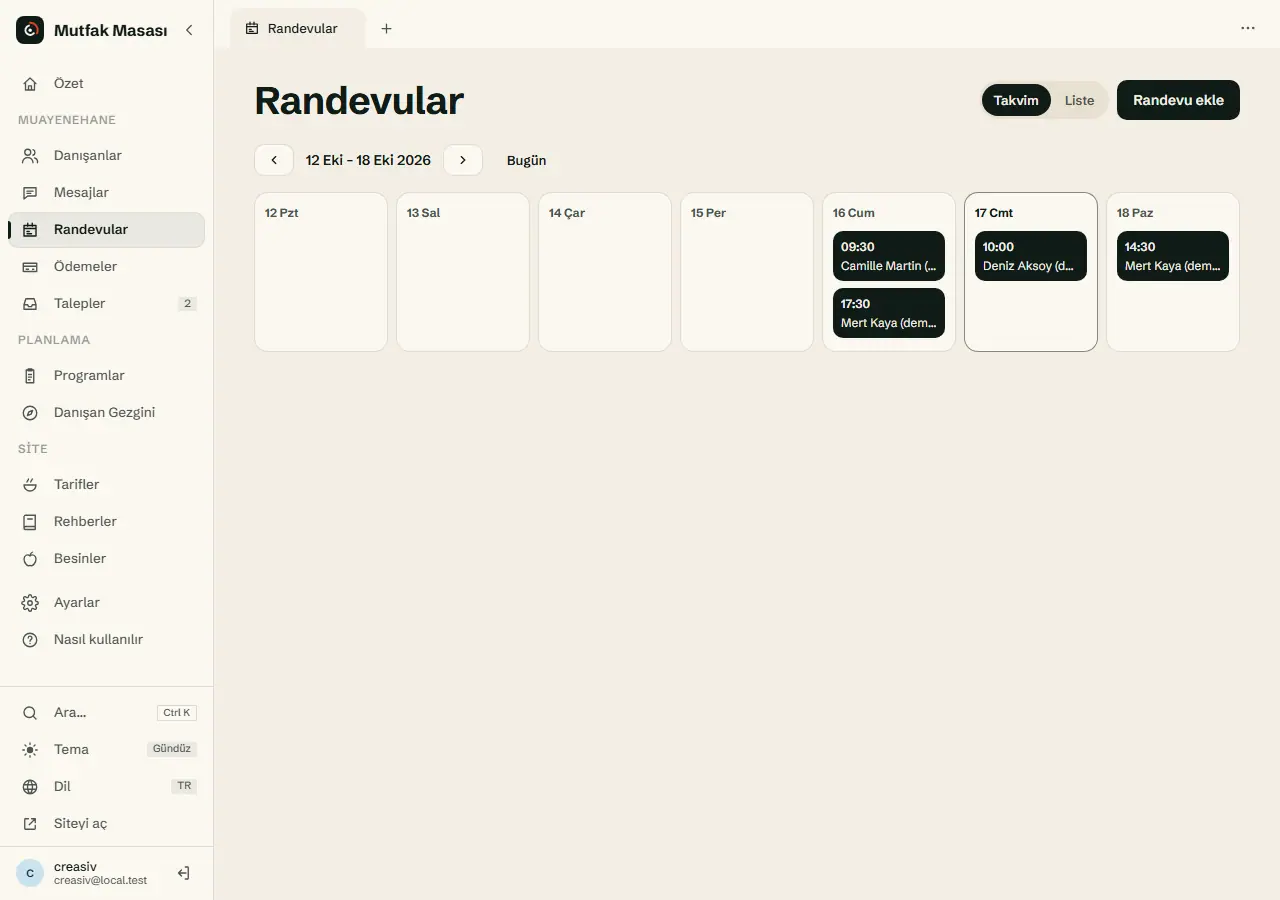 Mutfak Masası
Özet
MUAYENEHANE
Danışanlar
Mesajlar
Randevular
Ödemeler
Talepler 2
PLANLAMA
Programlar
Danışan Gezgini
SİTE
Tarifler
Rehberler
Besinler
Ayarlar
Nasıl kullanılır
Ara... Ctrl K
Tema Gündüz
Dil TR
Siteyi aç
C
creasiv
creasiv@local.test
Randevular
Randevular
Takvim Liste Randevu ekle
12 Eki – 18 Eki 2026 Bugün
12 Pzt
13 Sal
14 Çar
15 Per
16 Cum
09:30
Camille Martin (...
17:30
Mert Kaya (dem...
17 Cmt
10:00
Deniz Aksoy (d...
18 Paz
14:30
Mert Kaya (dem...